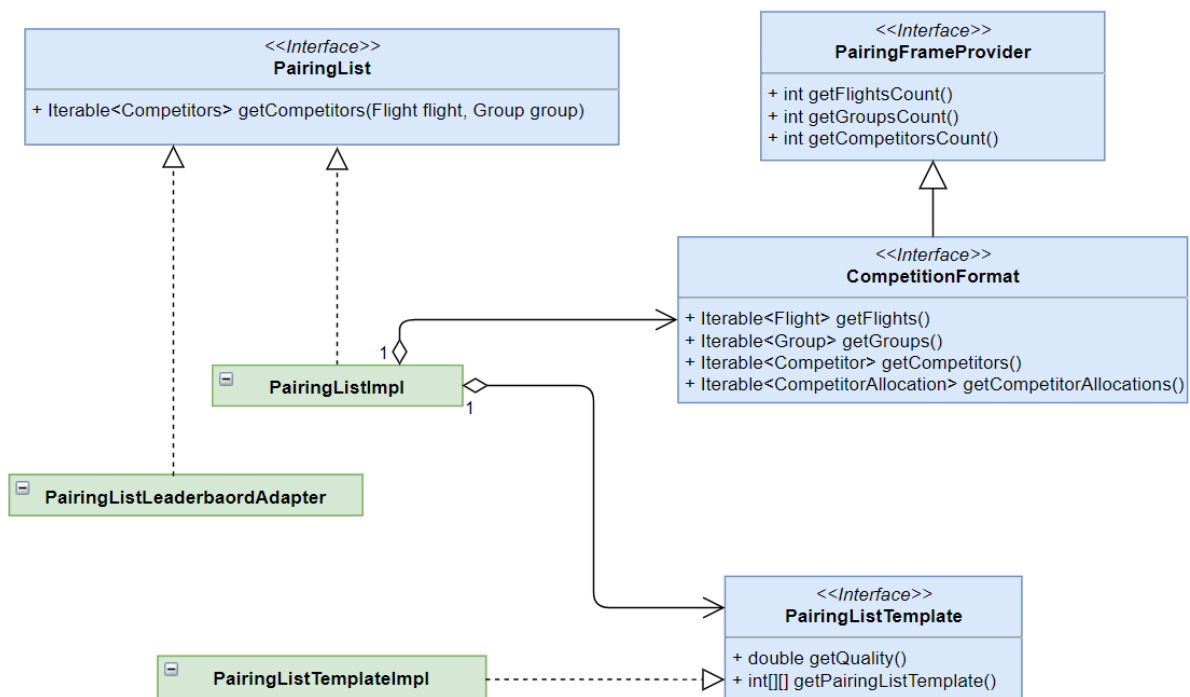 <<Interface>>
PairingList
+ Iterable<Competitors> getCompetitors(Flight flight, Group group)
<<Interface>>
PairingFrameProvider
+ int getFlightsCount()
+ int getGroupsCount()
+ int getCompetitorsCount()
<<Interface>>
CompetitionFormat
+ Iterable<Flight> getFlights()
+ Iterable<Group> getGroups()
+ Iterable<Competitor> getCompetitors()
+ Iterable<CompetitorAllocation> getCompetitorAllocations()
1
PairingListImpl
1
PairingListLeaderbaordAdapter
<<Interface>>
PairingListTemplate
+ double getQuality()
+ int[][] getPairingListTemplate()
PairingListTemplateImpl